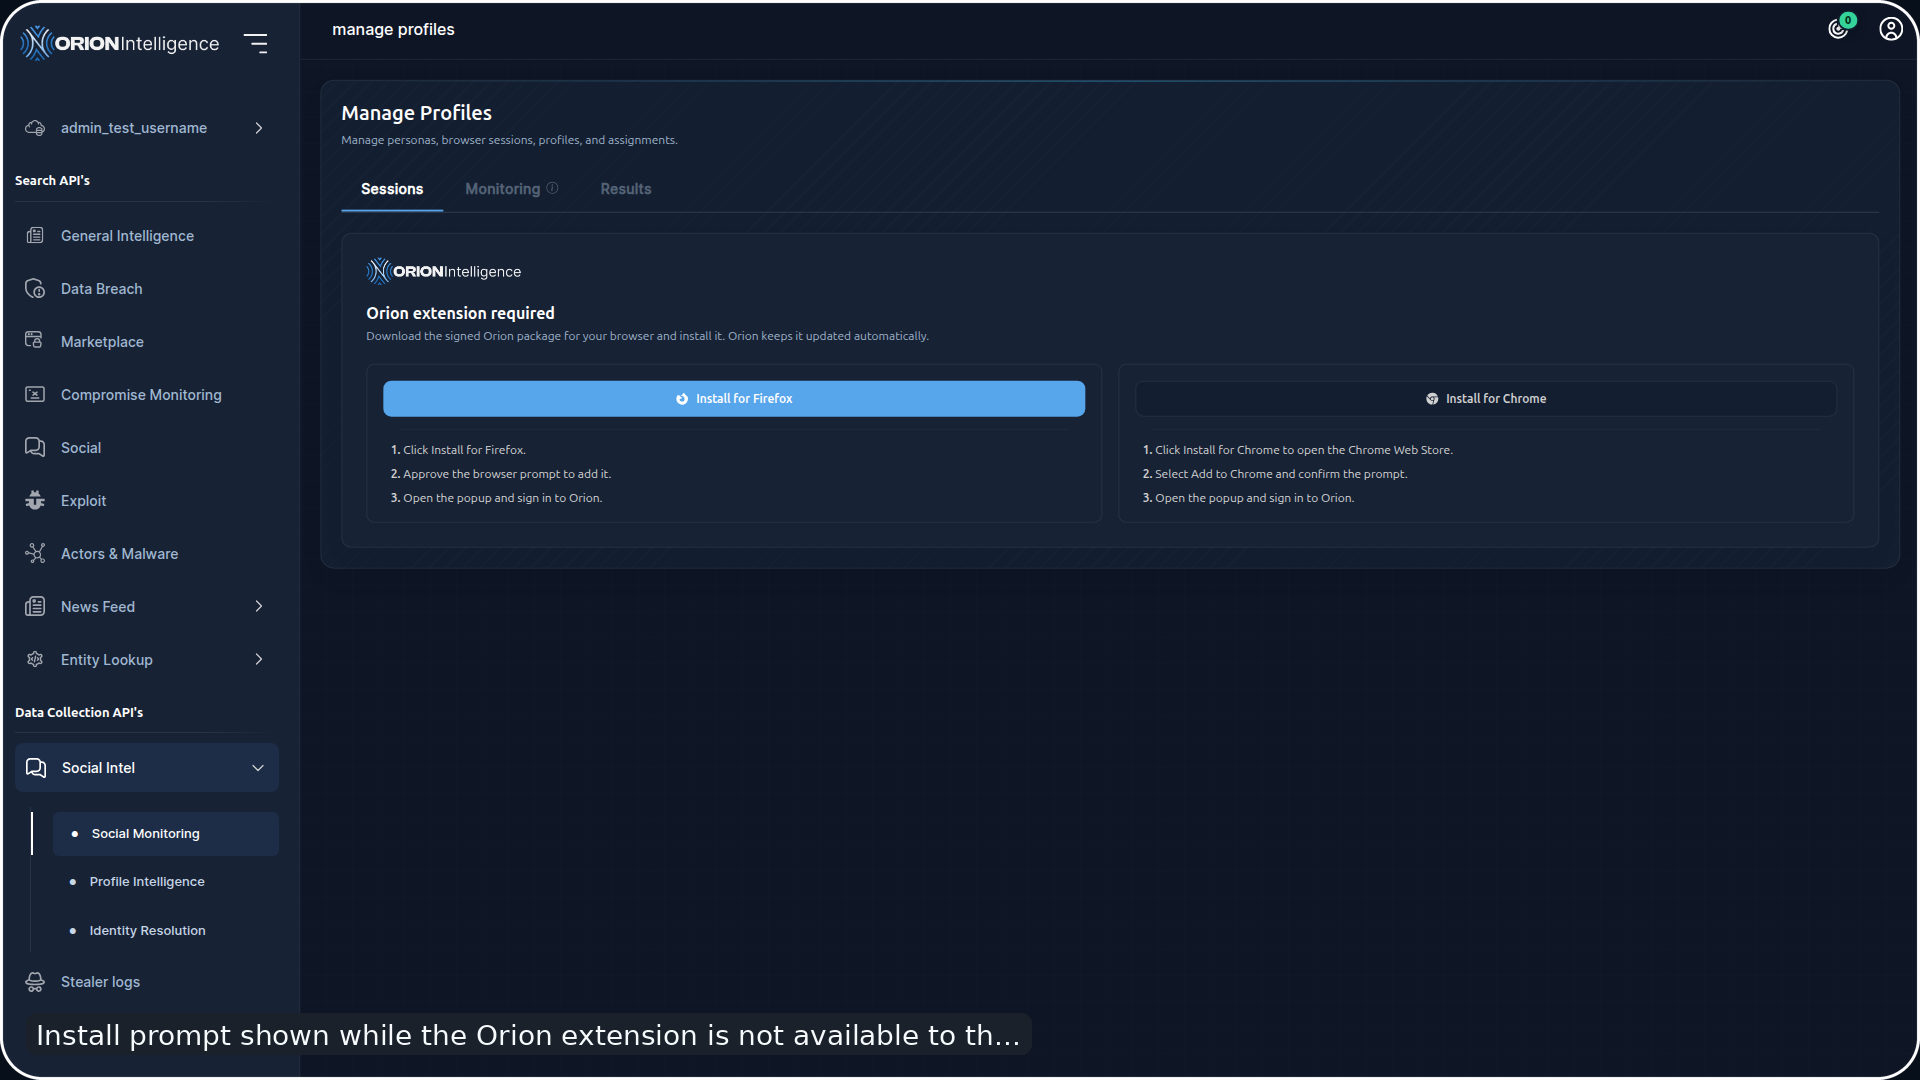 ORIONIntelligence
manage profiles
0
admin_test_username
Search API's
General Intelligence
Data Breach
Marketplace
Compromise Monitoring
Social
Exploit
Actors & Malware
News Feed
Entity Lookup
Data Collection API's
Social Intel
Social Monitoring
Profile Intelligence
Identity Resolution
Stealer logs
Manage Profiles
Manage personas, browser sessions, profiles, and assignments.
Sessions
Monitoring
Results
ORIONIntelligence
Orion extension required
Download the signed Orion package for your browser and install it. Orion keeps it updated automatically.
Install for Firefox
1. Click Install for Firefox.
2. Approve the browser prompt to add it.
3. Open the popup and sign in to Orion.
Install for Chrome
1. Click Install for Chrome to open the Chrome Web Store.
2. Select Add to Chrome and confirm the prompt.
3. Open the popup and sign in to Orion.
Install prompt shown while the Orion extension is not available to th...